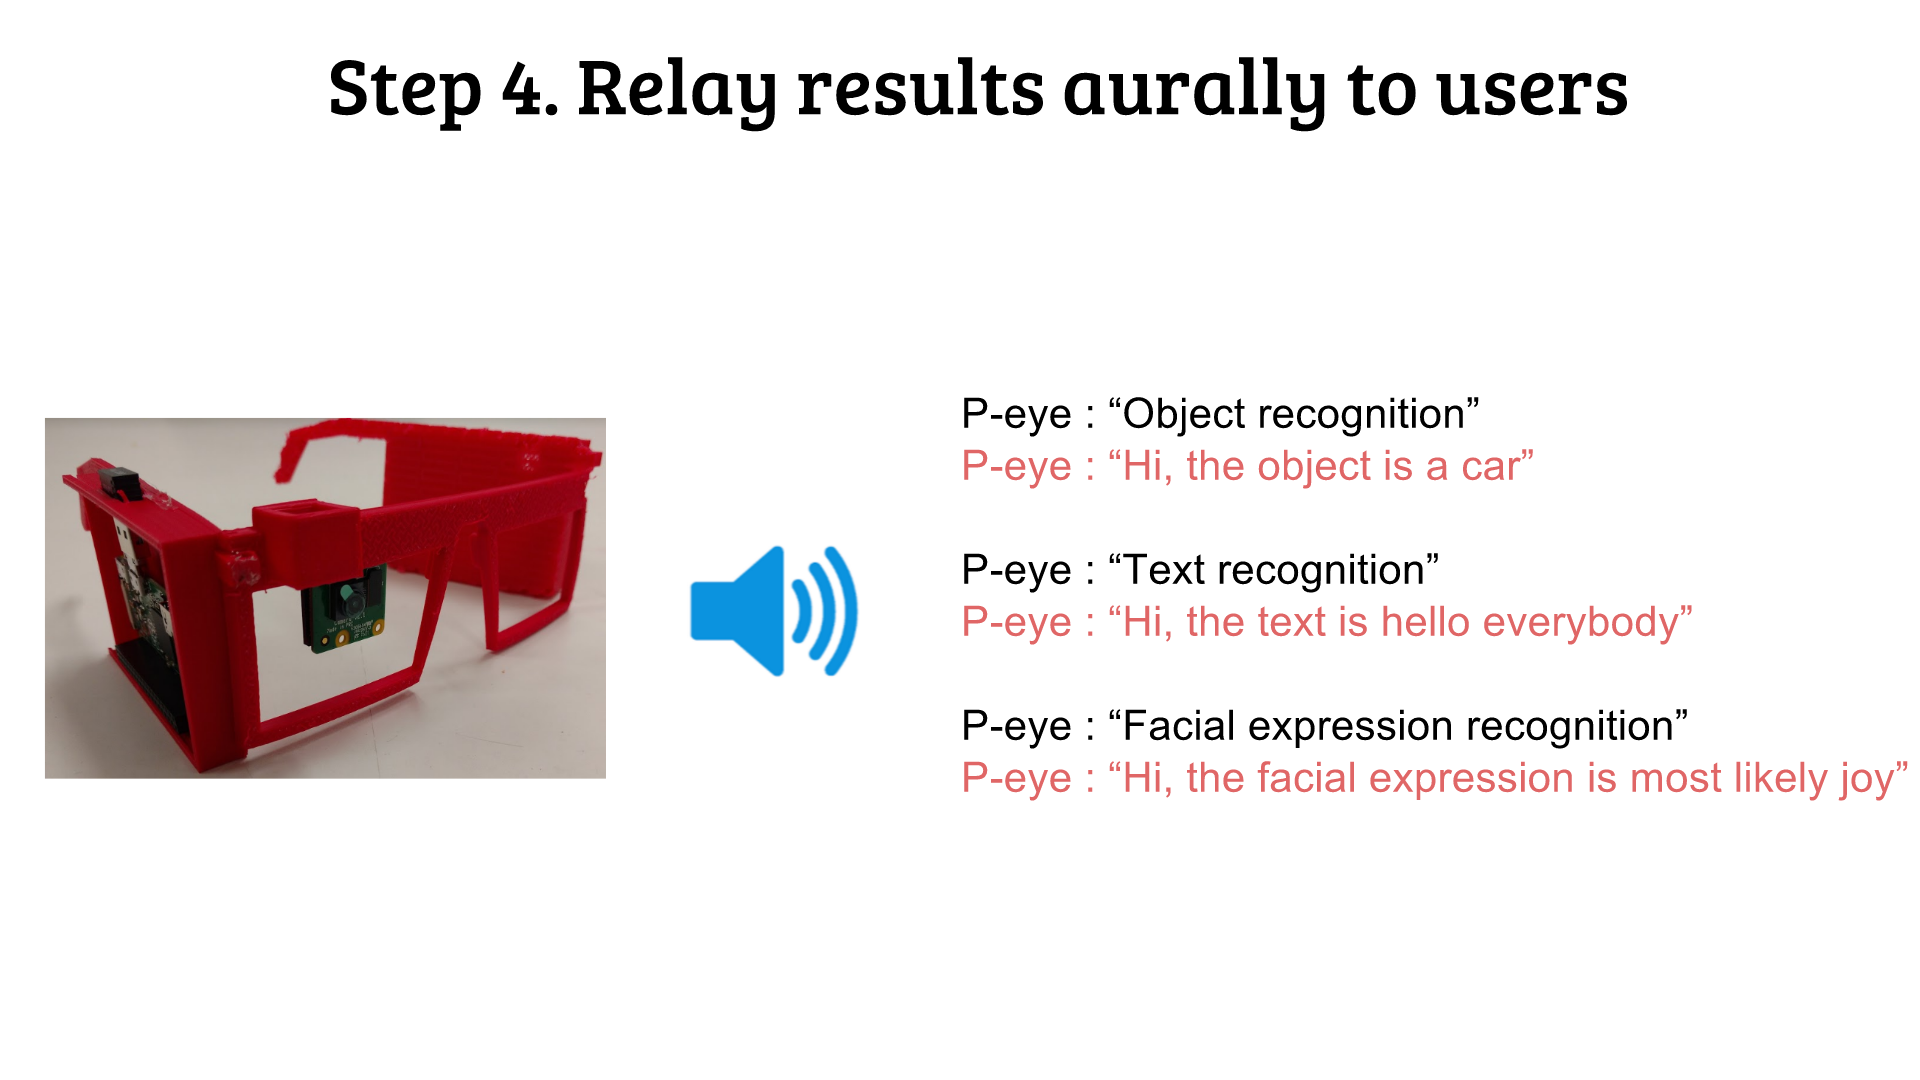 Step 4. Relay results aurally to users
P-eye : “Object recognition”
P-eye : “Hi, the object is a car”
P-eye : “Text recognition”
P-eye : “Hi, the text is hello everybody”
P-eye : “Facial expression recognition”
P-eye : “Hi, the facial expression is most likely joy”